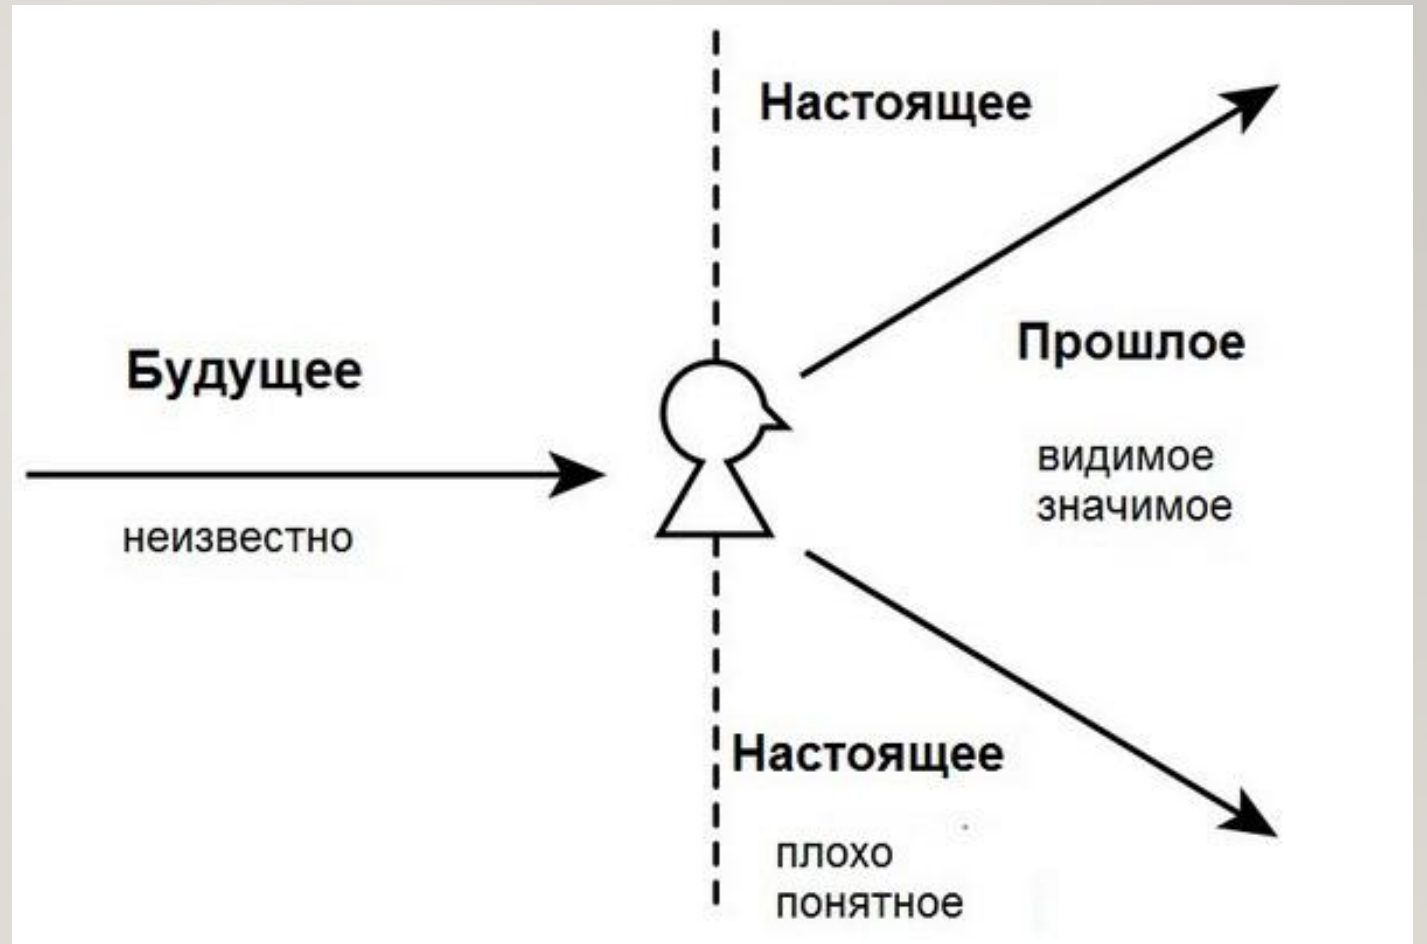 Настоящее
Прошлое
видимое
значимое
Будущее
неизвестно
Настоящее
плохо
понятное